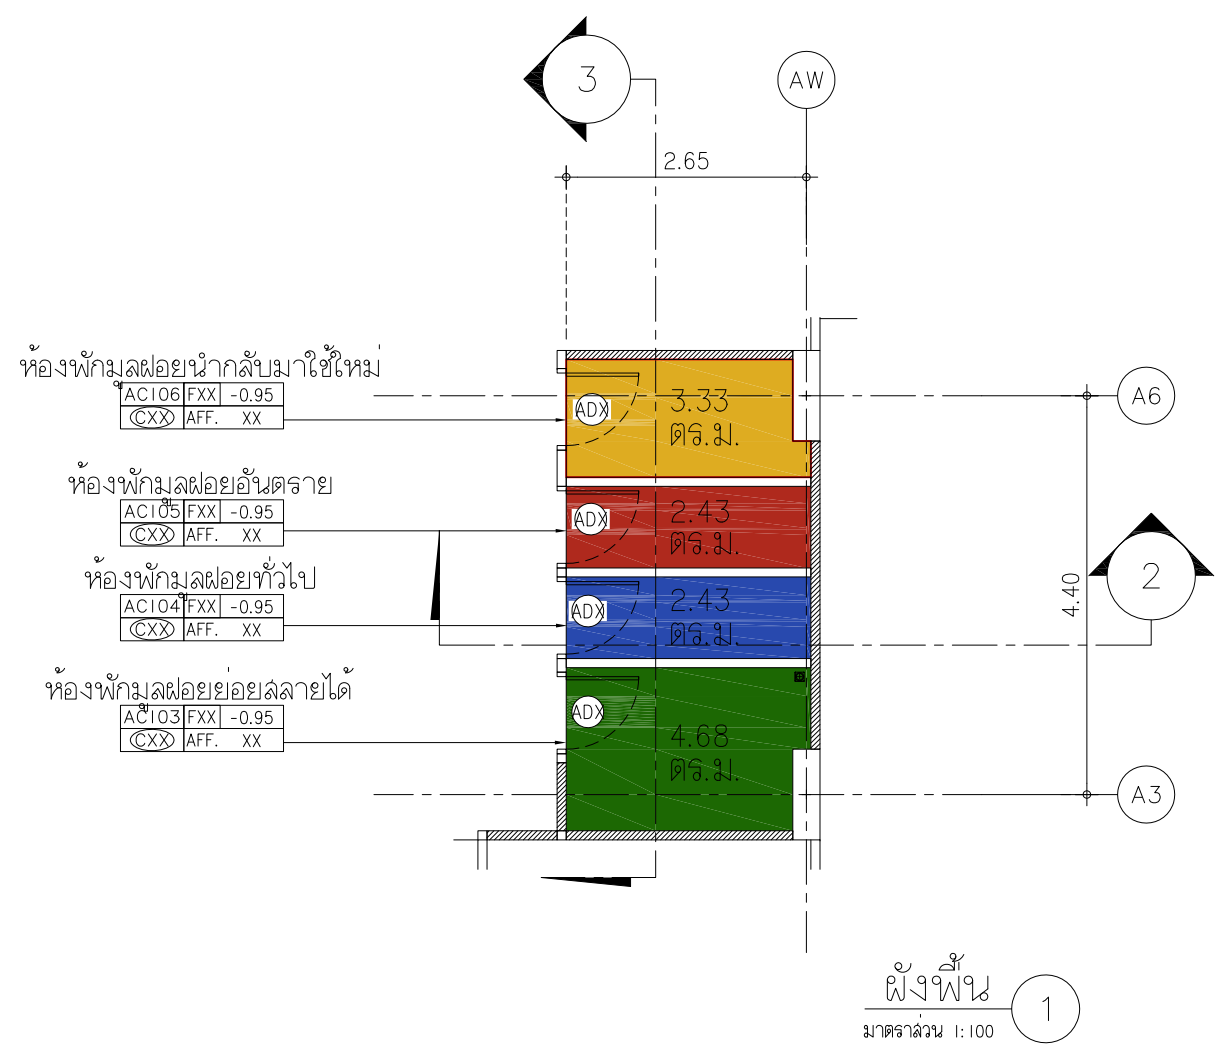 3
AW
2.65
ห้องพักมูลฝอยนำกลับมาใช้ใหม่
AC106 FXX -0.95
CXX AFF. XX
ADX
3.33
ตร.ม.
A6
ห้องพักมูลฝอยอันตราย
AC105 FXX -0.95
CXX AFF. XX
ADX
2.43
ตร.ม.
ห้องพักมูลฝอยทั่วไป
AC104 FXX -0.95
CXX AFF. XX
ADX
2.43
ตร.ม.
2
4.40
ห้องพักมูลฝอยย่อยสลายได้
AC103 FXX -0.95
CXX AFF. XX
ADX
4.68
ตร.ม.
A3
ผังพื้น
มาตราส่วน 1:100
1